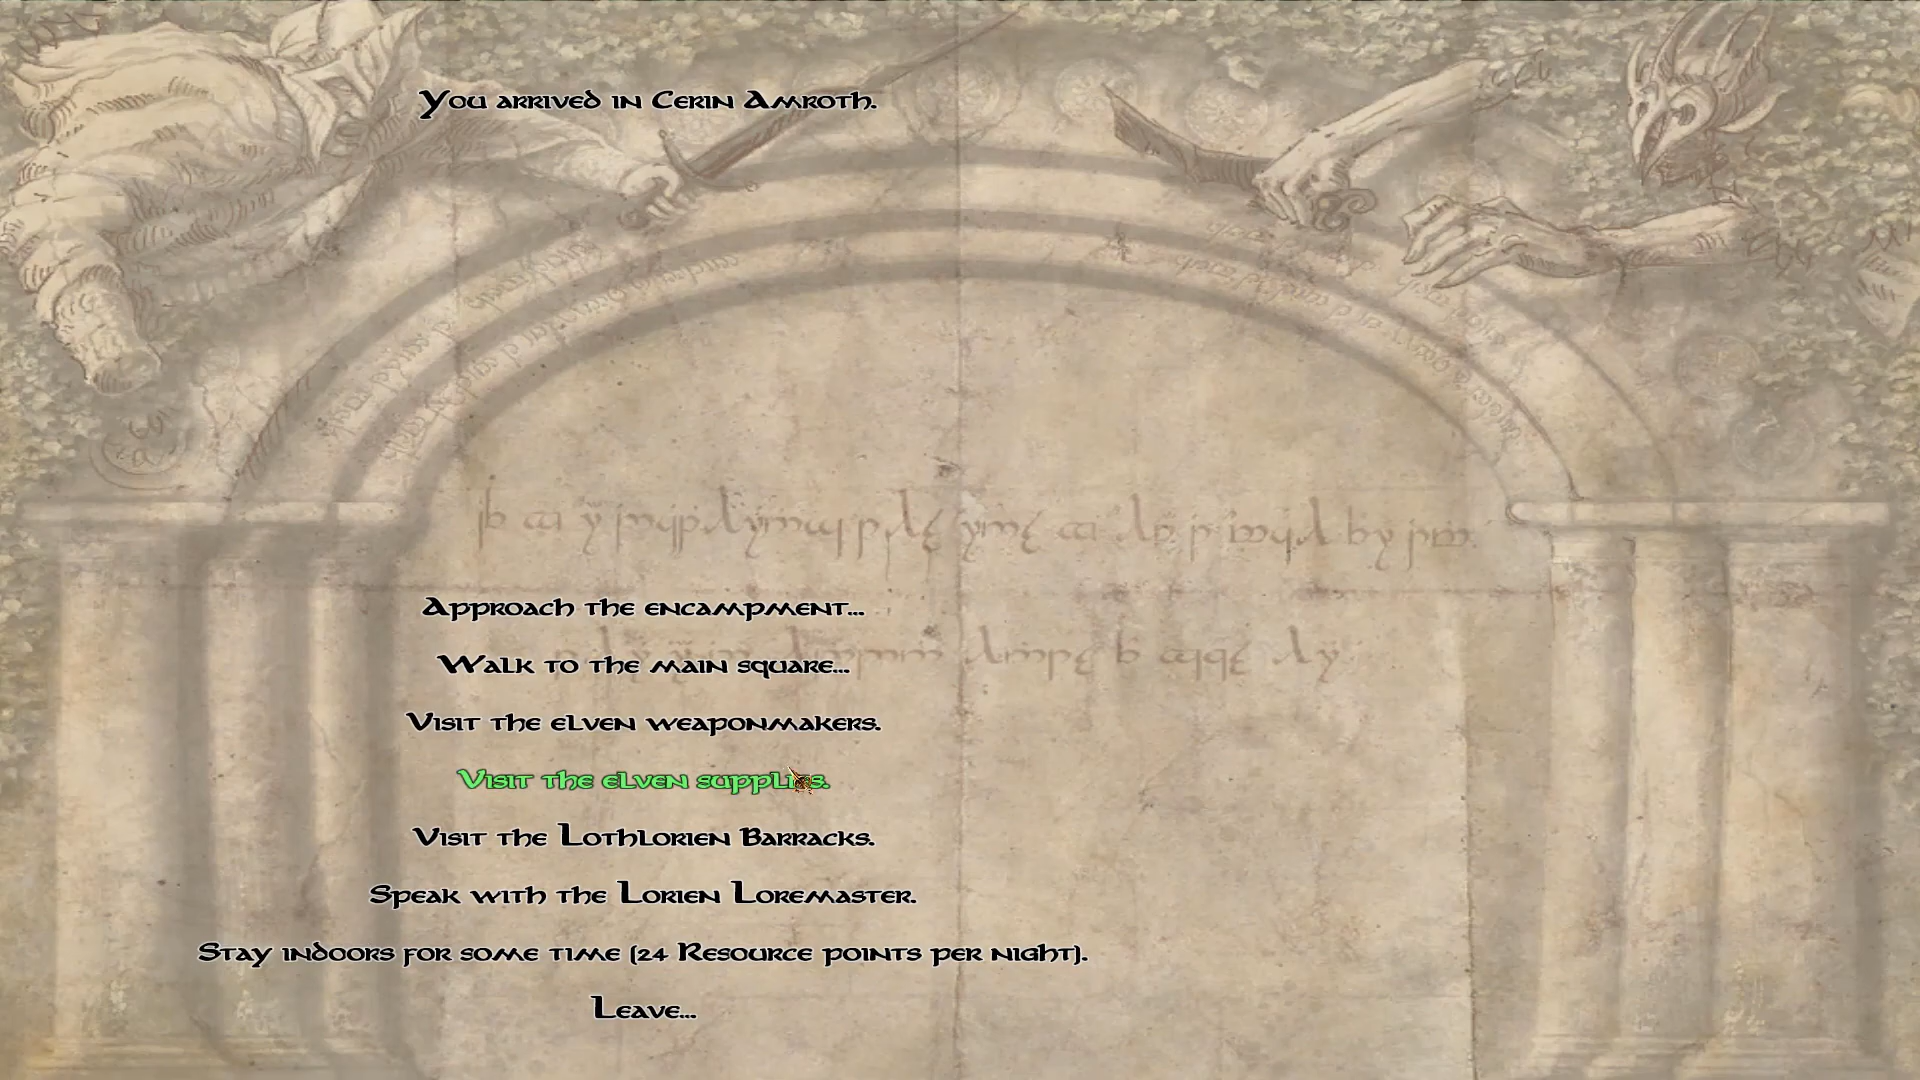 You arrived in Cerin Amroth.
Approach the encampment...
Walk to the main square...
Visit the elven weaponmakers.
Visit the elven supplies.
Visit the Lothlorien Barracks.
Speak with the Lorien Loremaster.
Stay indoors for some time (24 Resource points per night).
Leave...